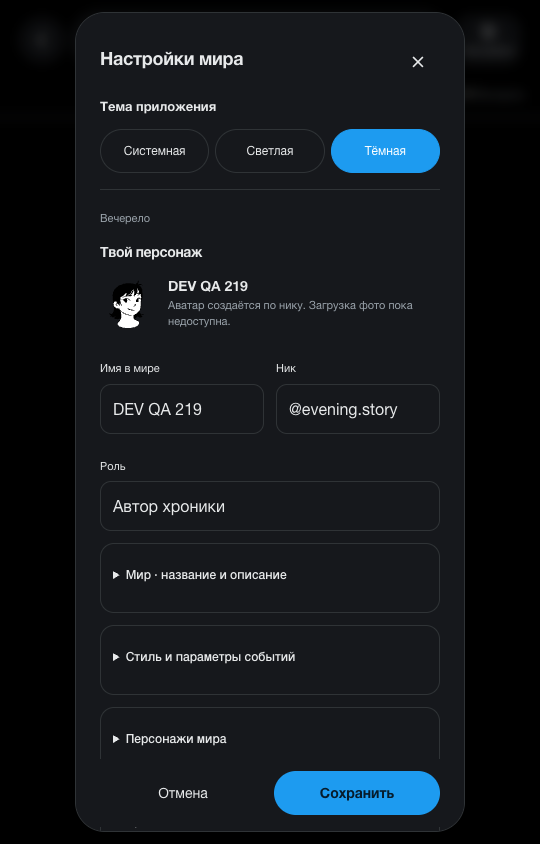 Настройки мира
Тема приложения
Системная
Светлая
Тёмная
Вечерело
Твой персонаж
DEV QA 219
Аватар создаётся по нику. Загрузка фото пока
недоступна.
Имя в мире
Ник
DEV QA 219
@evening.story
Роль
Автор хроники
Мир · название и описание
Стиль и параметры событий
Персонажи мира
Отмена
Сохранить